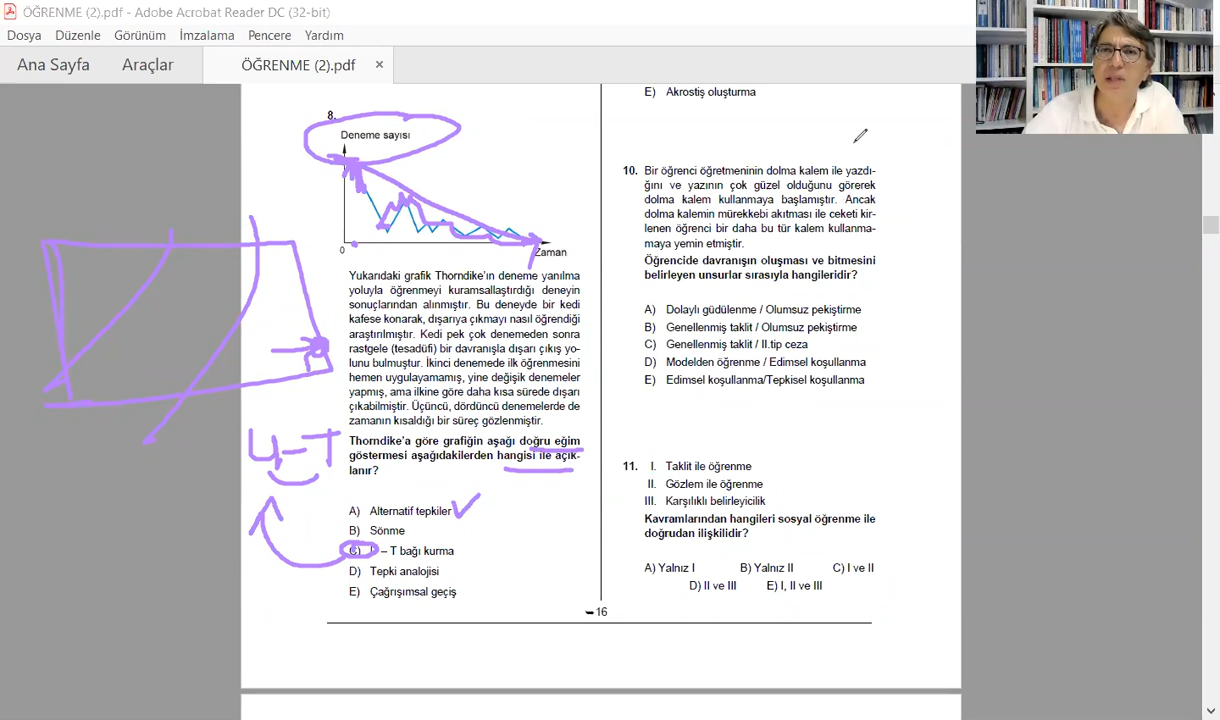 ÖĞRENME (2).pdf - Adobe Acrobat Reader DC (32-bit)
Dosya Düzenle Görünüm İmzalama Pencere Yardım
Ana Sayfa Araçlar ÖĞRENME (2).pdf ×
8.
Deneme sayısı
0
Zaman
Yukarıdaki grafik Thorndike'ın deneme yanılma
yoluyla öğrenmeyi kuramsallaştırdığı deneyin
sonuçlarından alınmıştır. Bu deneyde bir kedi
kafese konarak, dışarıya çıkmayı nasıl öğrendiği
araştırılmıştır. Kedi pek çok denemeden sonra
rastgele (tesadüfi) bir davranışla dışarı çıkış yo-
lunu bulmuştur. İkinci denemede ilk öğrenmesini
hemen uygulayamamış, yine değişik denemeler
yapmış, ama ilkine göre daha kısa sürede dışarı
çıkabilmiştir. Üçüncü, dördüncü denemelerde de
zamanın kısaldığı bir süreç gözlenmiştir.
Thorndike'a göre grafiğin aşağı doğru eğim
göstermesi aşağıdakilerden hangisi ile açık-
lanır?
U-T
A) Alternatif tepkiler
B) Sönme
C) – T bağı kurma
D) Tepki analojisi
E) Çağrışımsal geçiş
E) Akrostiş oluşturma
10. Bir öğrenci öğretmeninin dolma kalem ile yazdı-
ğını ve yazının çok güzel olduğunu görerek
dolma kalem kullanmaya başlamıştır. Ancak
dolma kalemin mürekkebi akıtması ile ceketi kir-
lenen öğrenci bir daha bu tür kalem kullanma-
maya yemin etmiştir.
Öğrencide davranışın oluşması ve bitmesini
belirleyen unsurlar sırasıyla hangileridir?
A) Dolaylı güdülenme / Olumsuz pekiştirme
B) Genellenmiş taklit / Olumsuz pekiştirme
C) Genellenmiş taklit / II.tip ceza
D) Modelden öğrenme / Edimsel koşullanma
E) Edimsel koşullanma/Tepkisel koşullanma
11. I. Taklit ile öğrenme
II. Gözlem ile öğrenme
III. Karşılıklı belirleyicilik
Kavramlarından hangileri sosyal öğrenme ile
doğrudan ilişkilidir?
A) Yalnız I B) Yalnız II C) I ve II
D) II ve III E) I, II ve III
16